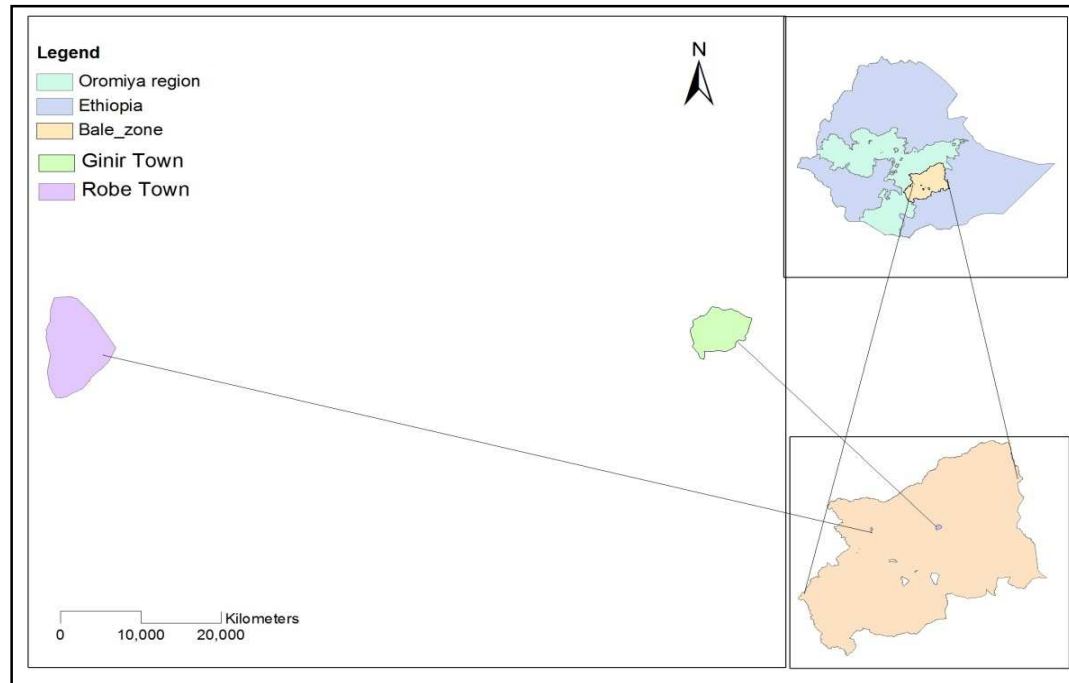 Legend
Oromiya region
Ethiopia
Bale_zone
Ginir Town
Robe Town
N
Kilometers
0 10,000 20,000